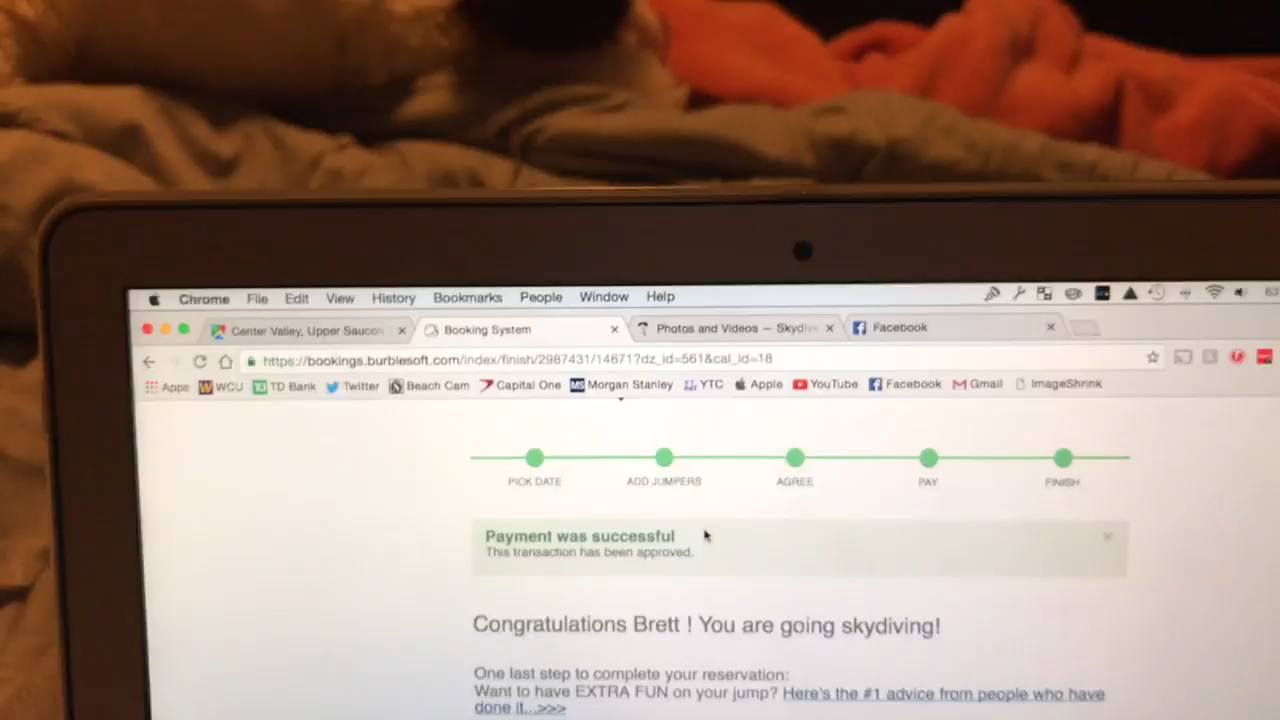 Chrome File Edit View History Bookmarks People Window Help
Center Valley, Upper Saucon Booking System Photos and Videos – Skydive Facebook
https://bookings.burblesoft.com/index/finish/2987431/14671?dz_id=561&cal_id=18
Apps WCU TD Bank Twitter Beach Cam Capital One Morgan Stanley YTC Apple YouTube Facebook Gmail ImageShrink
PICK DATE ADD JUMPERS AGREE PAY FINISH
Payment was successful
This transaction has been approved.
Congratulations Brett ! You are going skydiving!
One last step to complete your reservation:
Want to have EXTRA FUN on your jump? Here's the #1 advice from people who have
done it...>>>